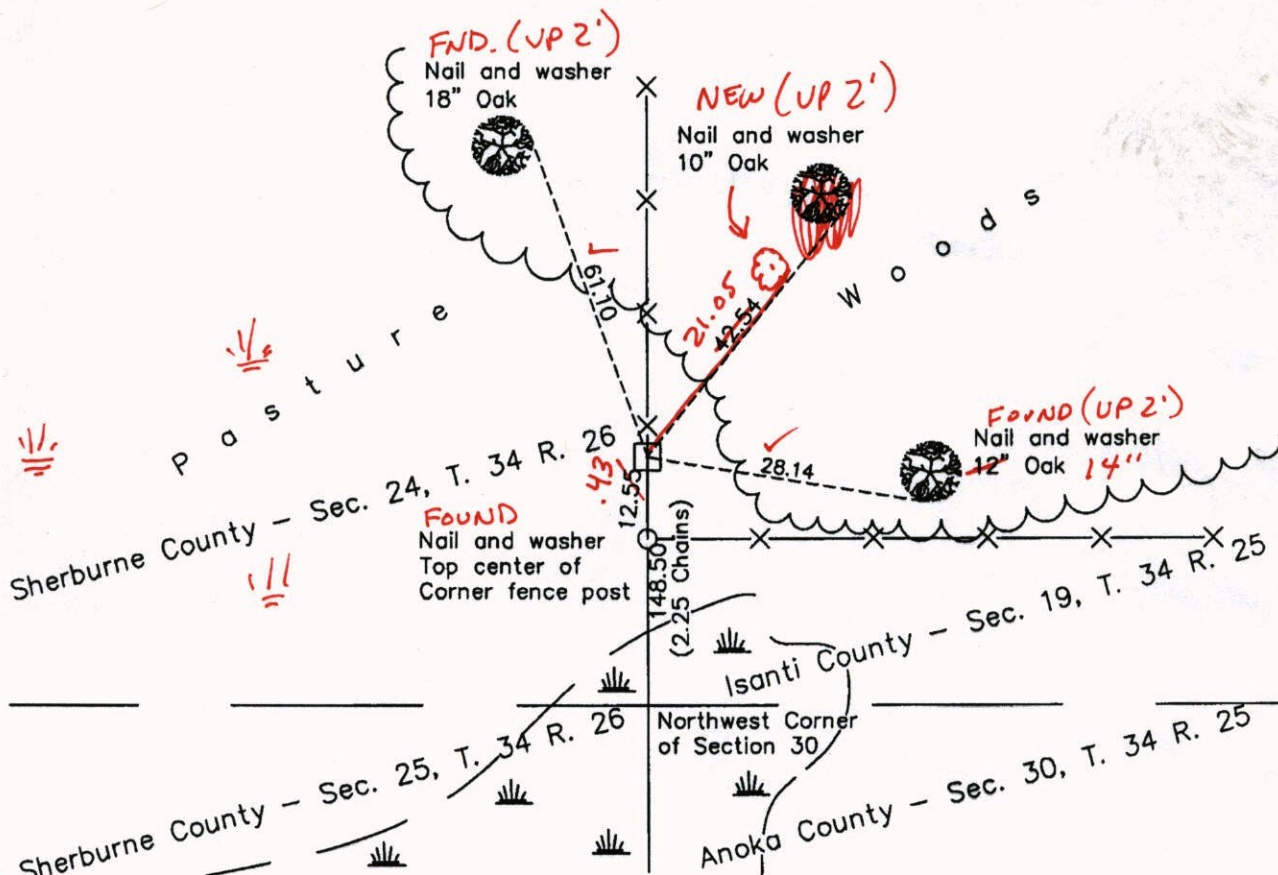 FND. (UP 2')
Nail and washer
18" Oak
NEW (UP 2')
Nail and washer
10" Oak
61.10
21.05
42.54
Woods
Pasture
FOUND (UP 2')
Nail and washer
12" Oak 14"
28.14
Sherburne County – Sec. 24, T. 34 R. 26
.43
12.55
FOUND
Nail and washer
Top center of
Corner fence post
148.50
(2.25 Chains)
Isanti County – Sec. 19, T. 34 R. 25
Northwest Corner
of Section 30
Sherburne County – Sec. 25, T. 34 R. 26
Anoka County – Sec. 30, T. 34 R. 25